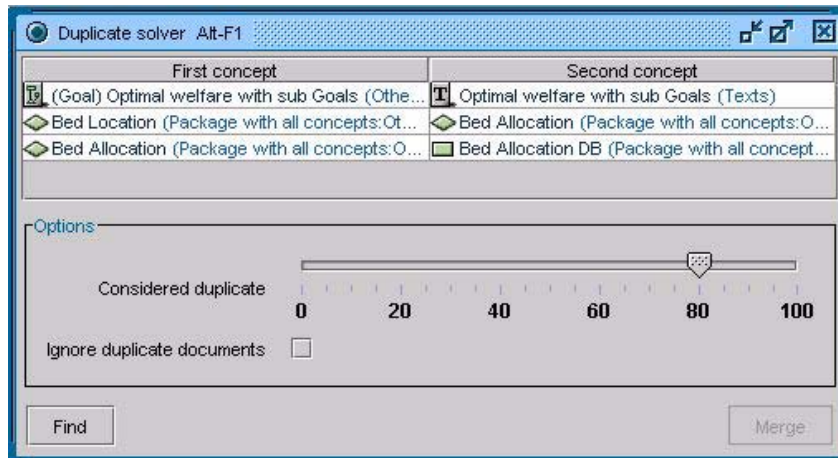 Duplicate solver Alt-F1
First concept Second concept
(Goal) Optimal welfare with sub Goals (Othe... T Optimal welfare with sub Goals (Texts)
Bed Location (Package with all concepts:Ot... Bed Allocation (Package with all concepts:O...
Bed Allocation (Package with all concepts:O... Bed Allocation DB (Package with all concept...
Options
Considered duplicate
0 20 40 60 80 100
Ignore duplicate documents
Find Merge